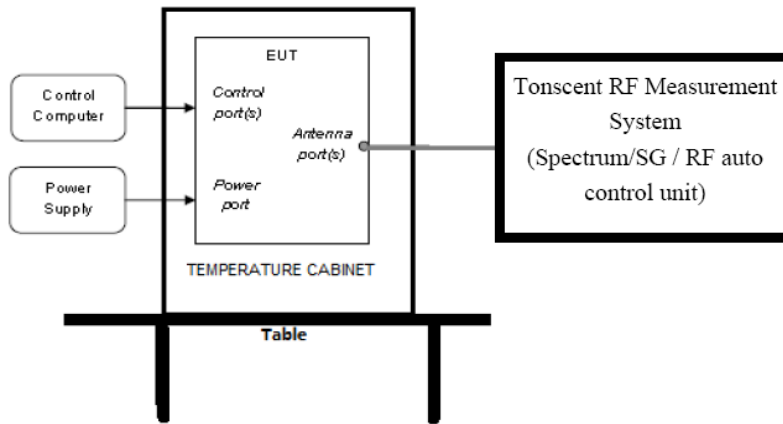 EUT
Control
Computer
Control
port(s)
Antenna
port(s)
Power
Supply
Power
port
TEMPERATURE CABINET
Table
Tonscent RF Measurement
System
(Spectrum/SG / RF auto
control unit)